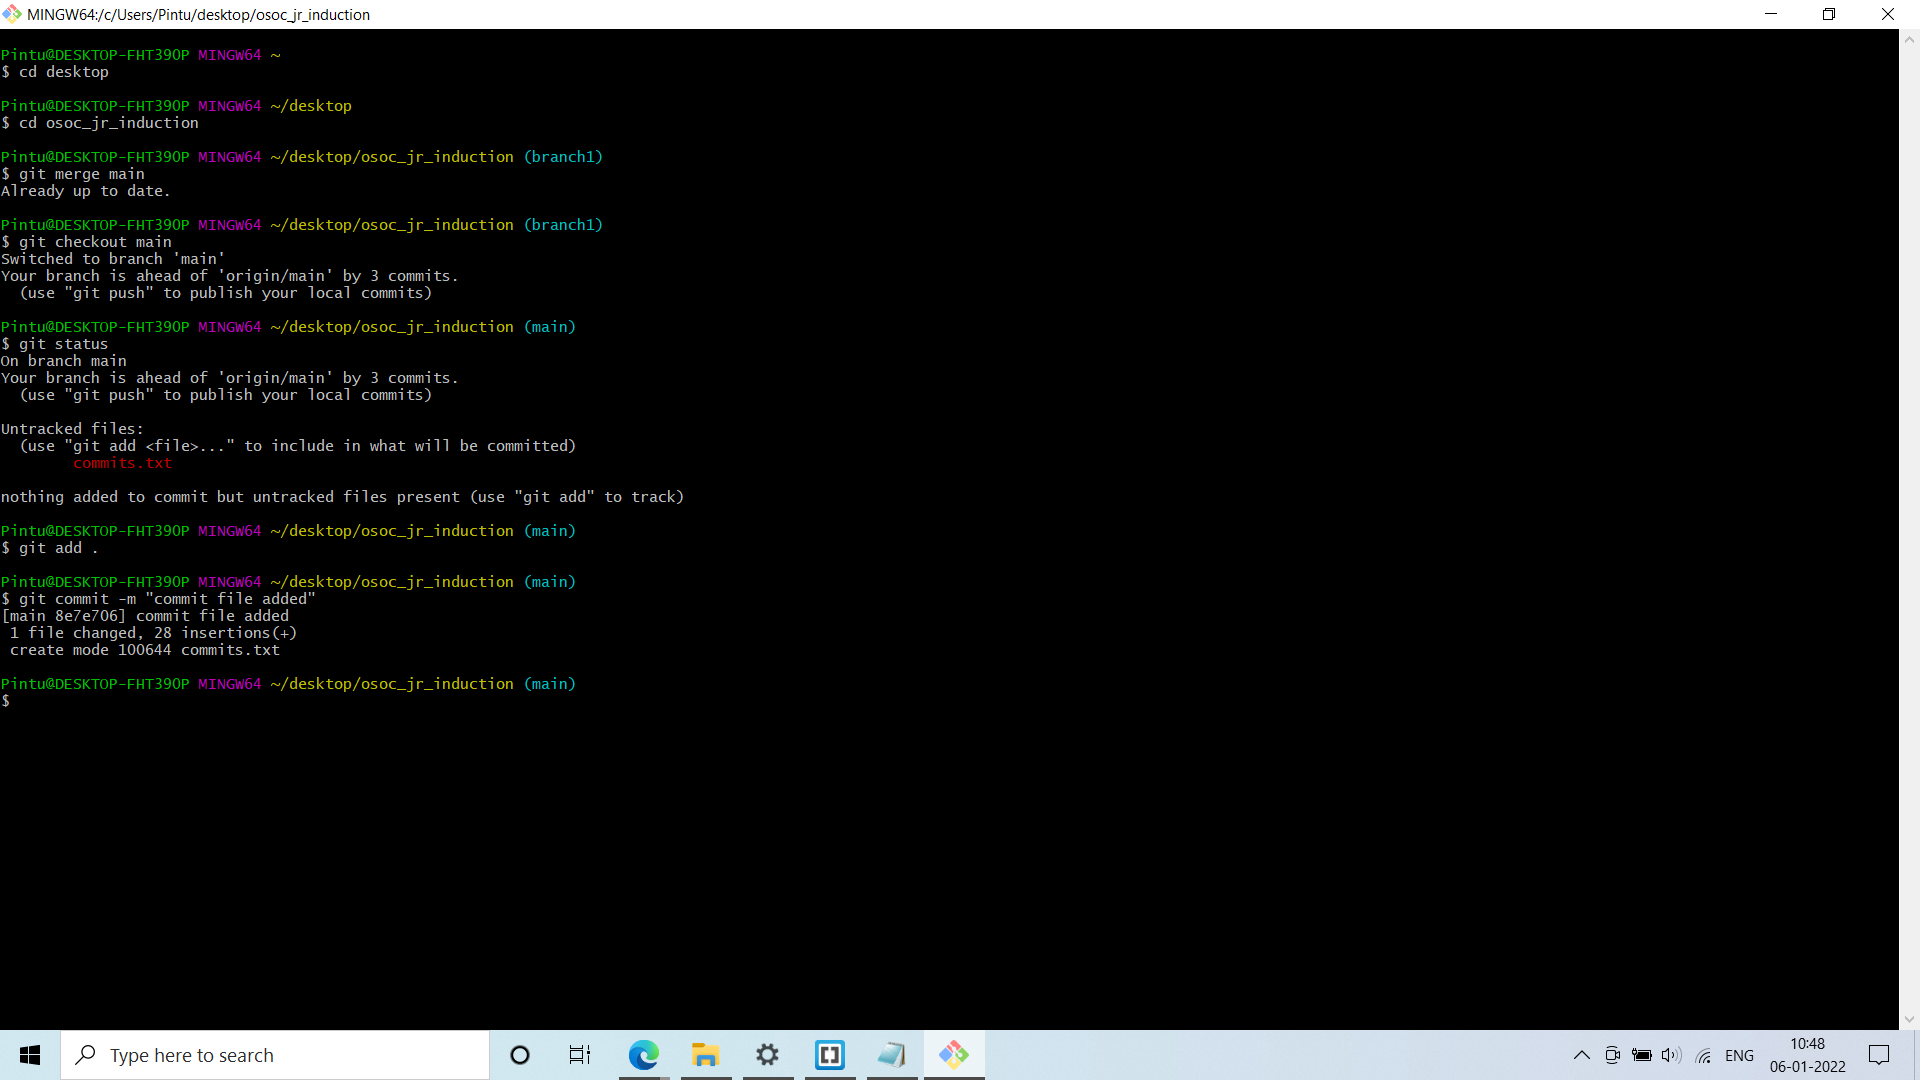 MINGW64:/c/Users/Pintu/desktop/osoc_jr_induction
Pintu@DESKTOP-FHT39OP MINGW64 ~
$ cd desktop
Pintu@DESKTOP-FHT39OP MINGW64 ~/desktop
$ cd osoc_jr_induction
Pintu@DESKTOP-FHT39OP MINGW64 ~/desktop/osoc_jr_induction (branch1)
$ git merge main
Already up to date.
Pintu@DESKTOP-FHT39OP MINGW64 ~/desktop/osoc_jr_induction (branch1)
$ git checkout main
Switched to branch 'main'
Your branch is ahead of 'origin/main' by 3 commits.
  (use "git push" to publish your local commits)
Pintu@DESKTOP-FHT39OP MINGW64 ~/desktop/osoc_jr_induction (main)
$ git status
On branch main
Your branch is ahead of 'origin/main' by 3 commits.
  (use "git push" to publish your local commits)
Untracked files:
  (use "git add <file>..." to include in what will be committed)
        commits.txt
nothing added to commit but untracked files present (use "git add" to track)
Pintu@DESKTOP-FHT39OP MINGW64 ~/desktop/osoc_jr_induction (main)
$ git add .
Pintu@DESKTOP-FHT39OP MINGW64 ~/desktop/osoc_jr_induction (main)
$ git commit -m "commit file added"
[main 8e7e706] commit file added
 1 file changed, 28 insertions(+)
 create mode 100644 commits.txt
Pintu@DESKTOP-FHT39OP MINGW64 ~/desktop/osoc_jr_induction (main)
$
Type here to search
ENG
10:48
06-01-2022